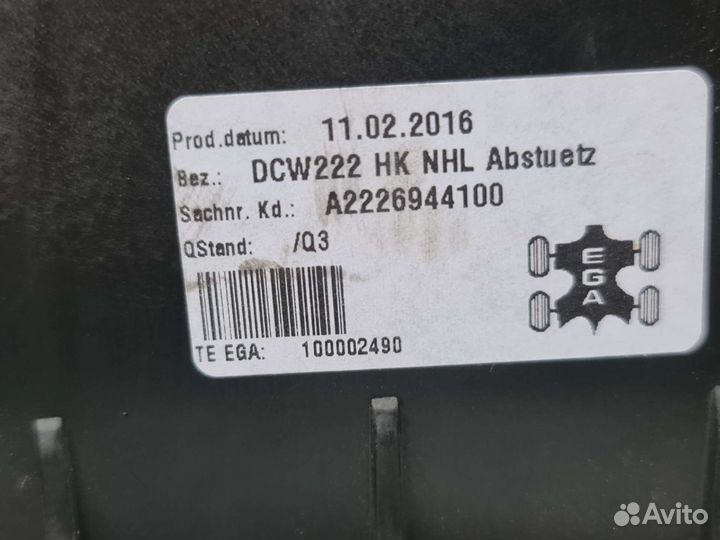 Prod.datum: 11.02.2016
Bez.: DCW222 HK NHL Abstuetz
Sachnr. Kd.: A2226944100
QStand: /Q3
EGA
TE EGA: 100002490
Avito